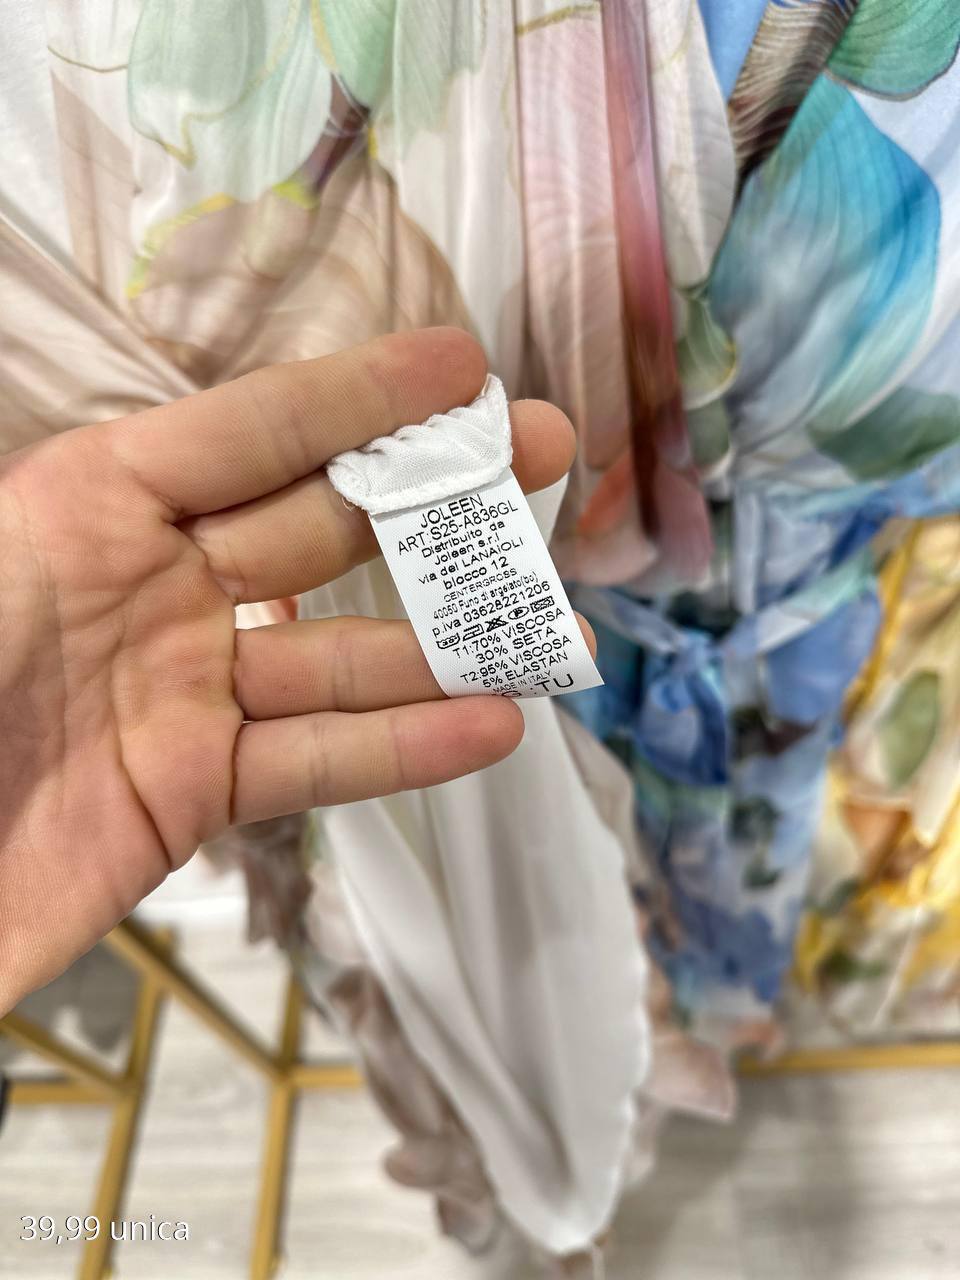 JOLEEN
ART:S25-A836GL
Distribuito da
Joleen s.r.l
via dei LANAIOLI
blocco 12
CENTERGROSS
40050 Funo di argelato(bo)
p.iva 03628221206
T1:70% VISCOSA
30% SETA
T2:95% VISCOSA
5% ELASTAN
MADE IN ITALY
TG :TU
39,99 unica